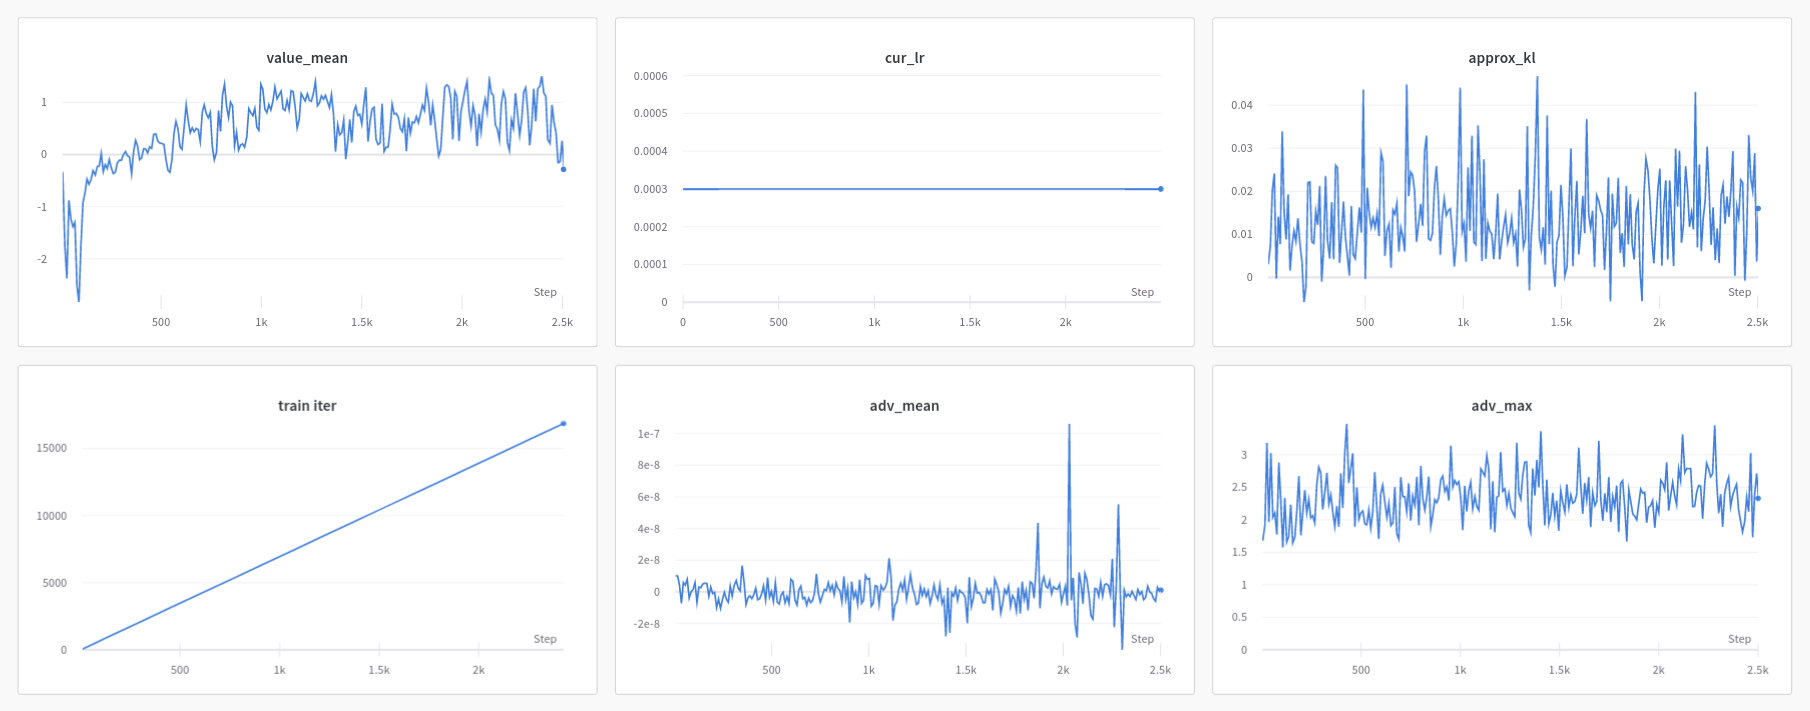 value_mean
1
0
-1
-2
Step
500 1k 1.5k 2k 2.5k
cur_lr
0.0006
0.0005
0.0004
0.0003
0.0002
0.0001
0
Step
0 500 1k 1.5k 2k
approx_kl
0.04
0.03
0.02
0.01
0
Step
500 1k 1.5k 2k 2.5k
train iter
15000
10000
5000
0
Step
500 1k 1.5k 2k
adv_mean
1e-7
8e-8
6e-8
4e-8
2e-8
0
-2e-8
Step
500 1k 1.5k 2k 2.5k
adv_max
3
2.5
2
1.5
1
0.5
0
Step
500 1k 1.5k 2k 2.5k